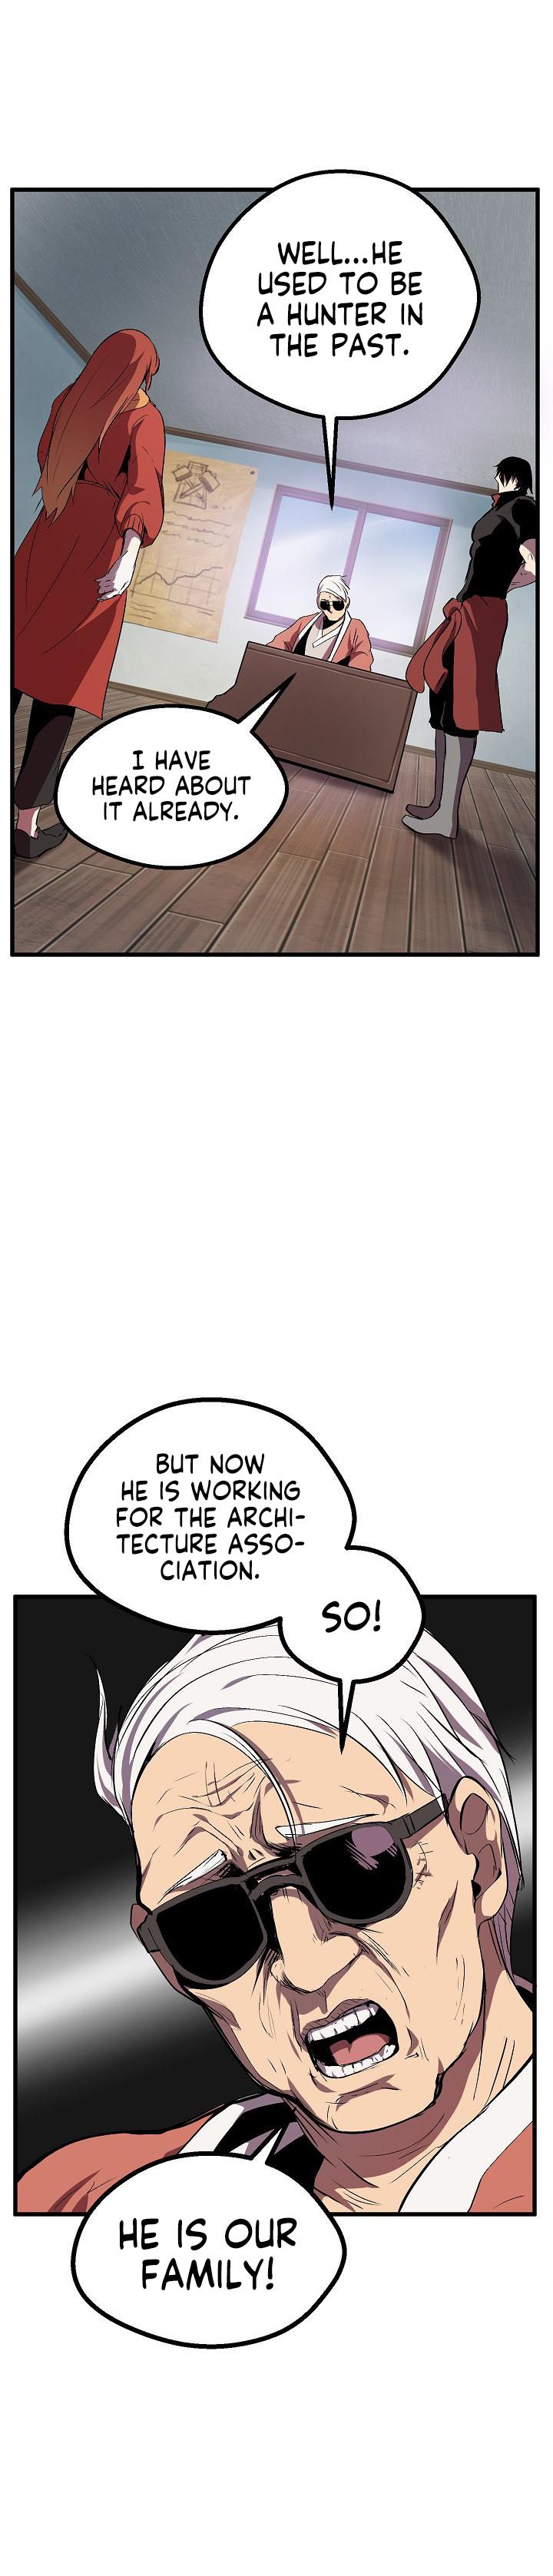 WELL...HE
USED TO BE
A HUNTER IN
THE PAST.
I HAVE
HEARD ABOUT
IT ALREADY.
BUT NOW
HE IS WORKING
FOR THE ARCHI-
TECTURE ASSO-
CIATION.
SO!
HE IS OUR
FAMILY!